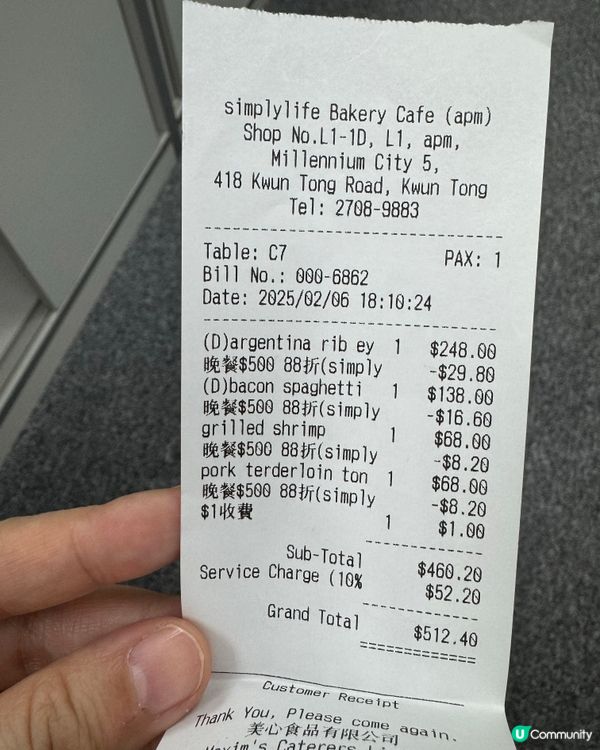 simplylife Bakery Cafe (apm)
Shop No.L1-1D, L1, apm,
Millennium City 5,
418 Kwun Tong Road, Kwun Tong
Tel: 2708-9883
Table: C7 PAX: 1
Bill No.: 000-6862
Date: 2025/02/06 18:10:24
(D)argentina rib ey 1 $248.00
晚餐$500 88折(simply -$29.80
(D)bacon spaghetti 1 $138.00
晚餐$500 88折(simply -$16.60
grilled shrimp 1 $68.00
晚餐$500 88折(simply -$8.20
pork terderloin ton 1 $68.00
晚餐$500 88折(simply -$8.20
$1收費 1 $1.00
Sub-Total $460.20
Service Charge (10% $52.20
Grand Total $512.40
Customer Receipt
Thank You, Please come again.
美心食品有限公司
Maxim's Caterers
U Community